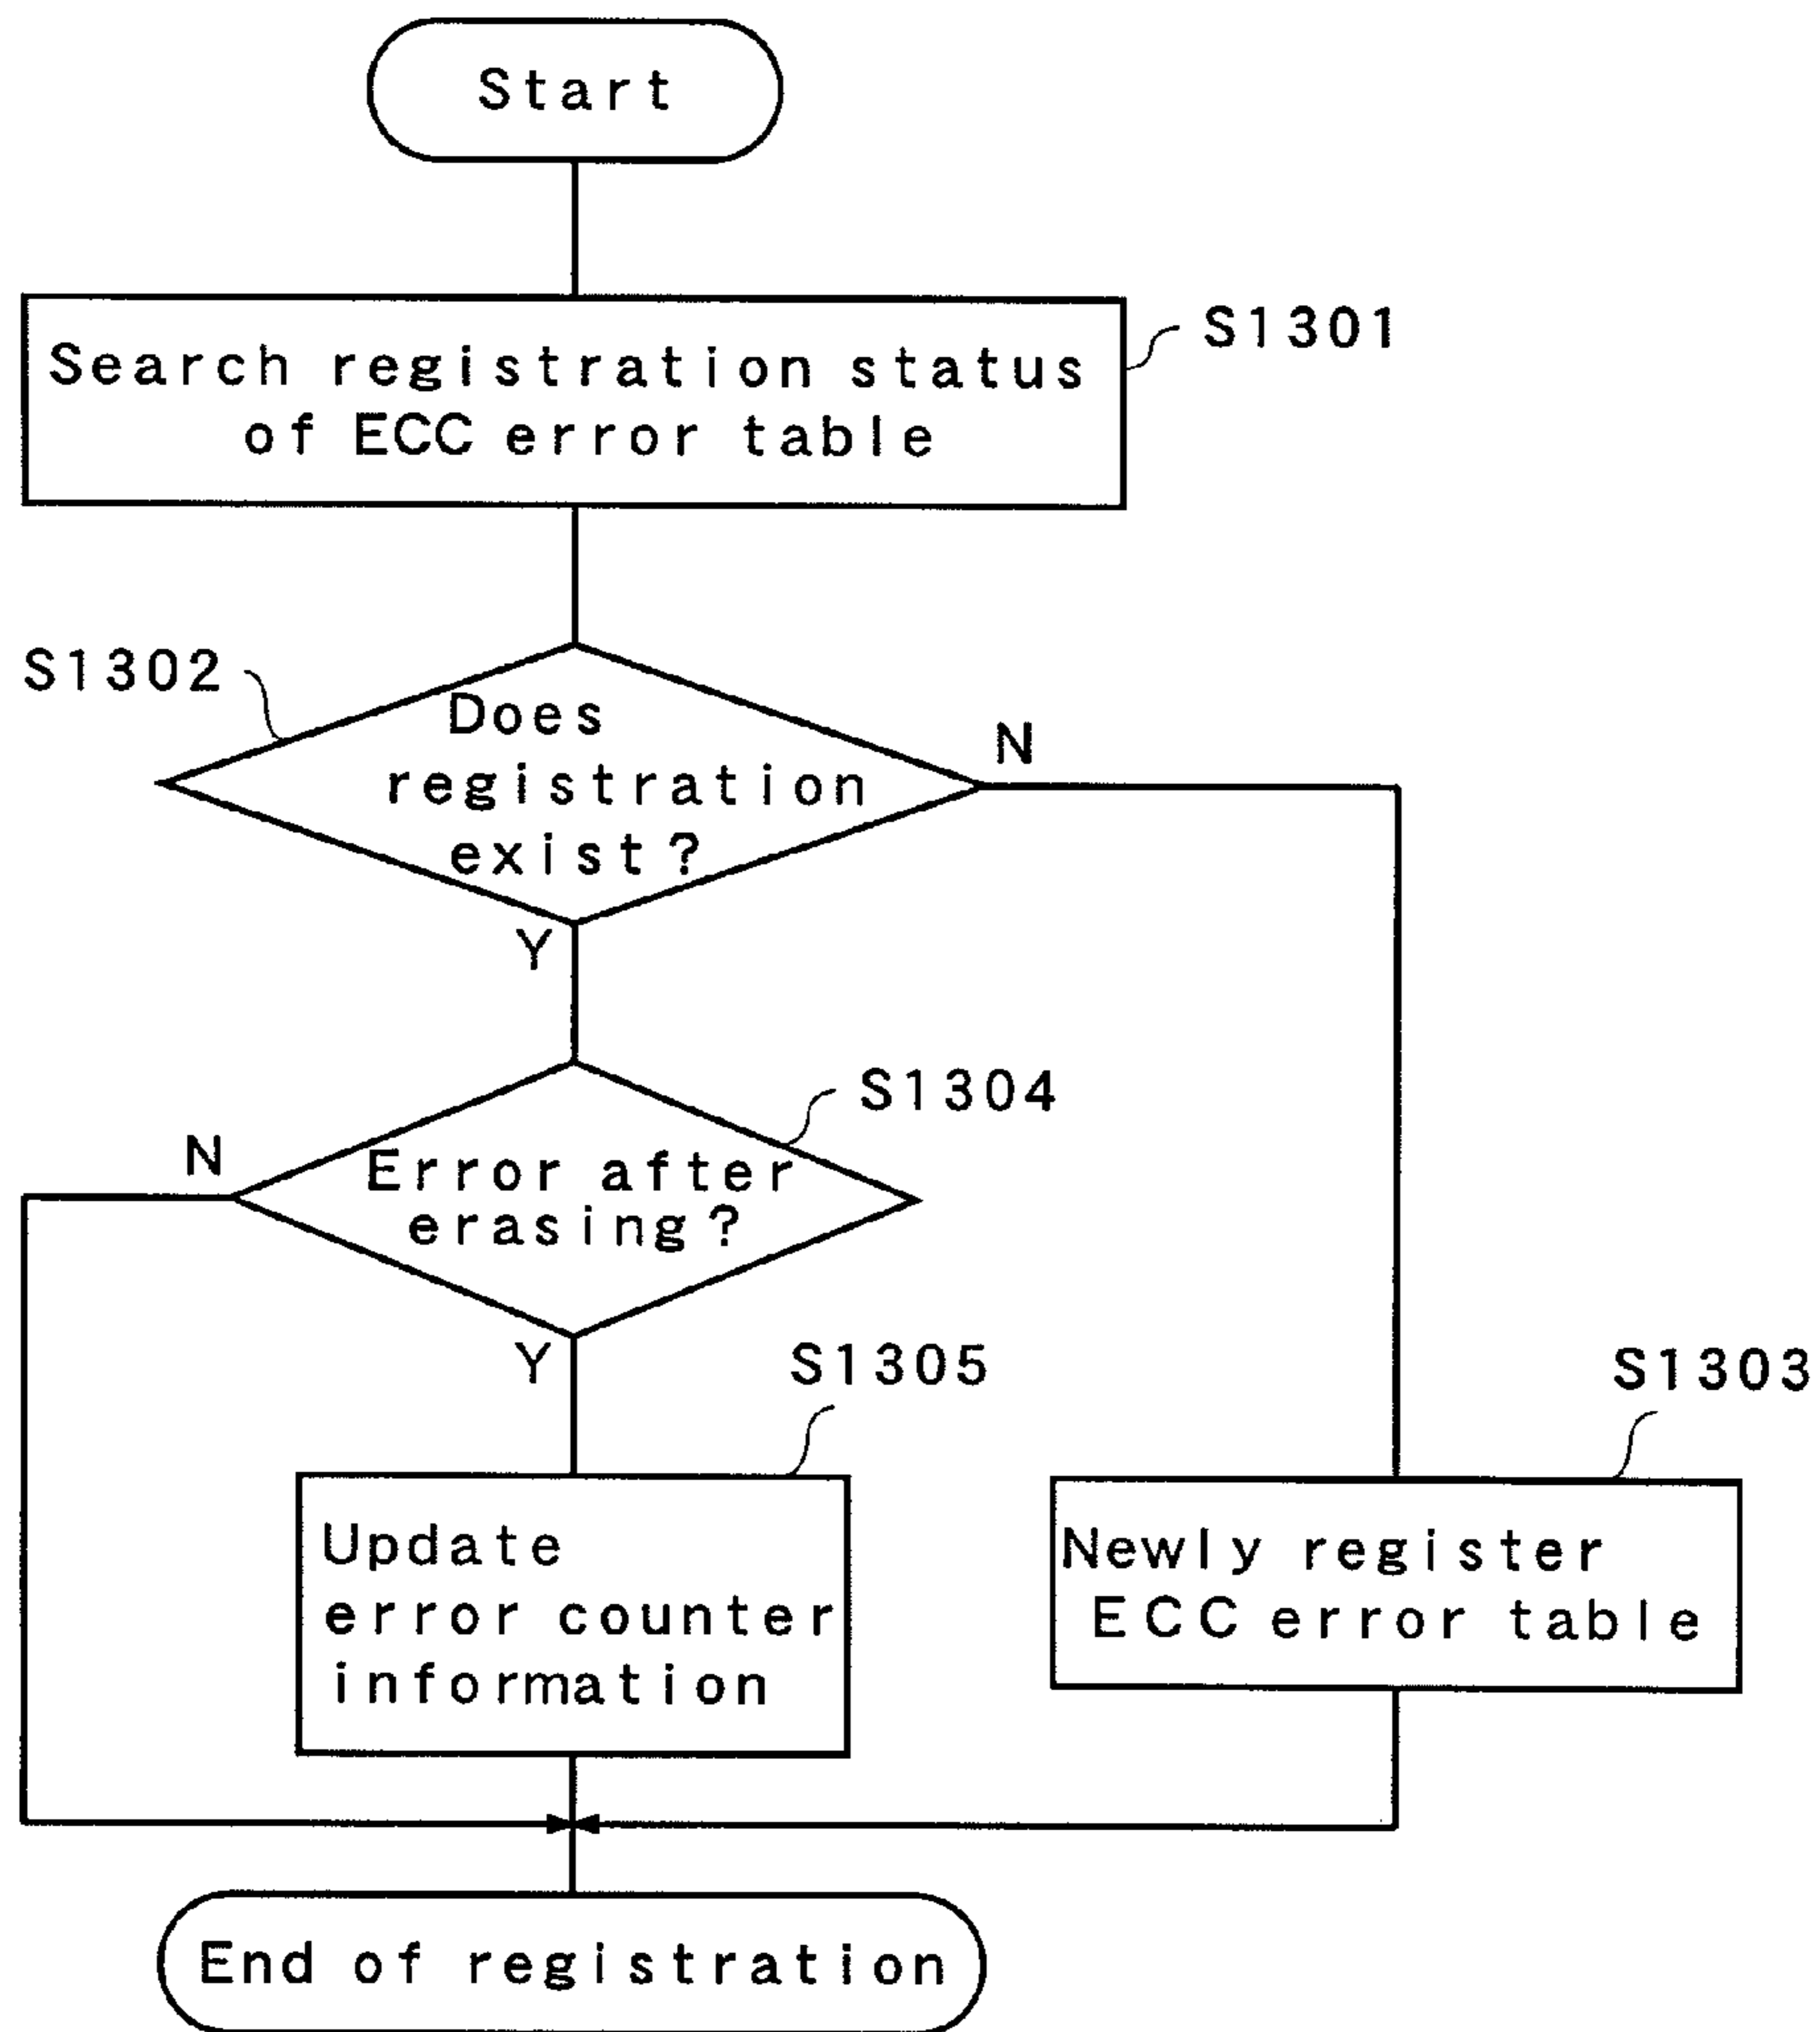 Start
S1301
Search registration status
of ECC error table
S1302
Does
registration
exist?
N
Y
S1304
N
Error after
erasing?
Y
S1305
S1303
Update
error counter
information
Newly register
ECC error table
End of registration